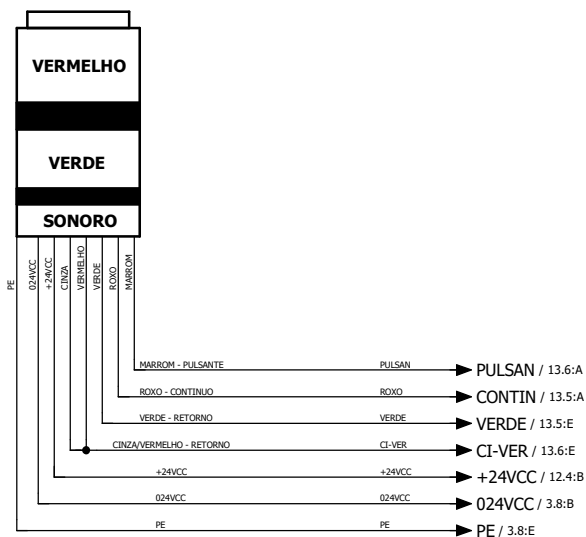 VERMELHO
VERDE
SONORO
PE
024VCC
+24VCC
CINZA
VERMELHO
VERDE
ROXO
MARROM
MARROM - PULSANTE PULSAN PULSAN / 13.6:A
ROXO - CONTINUO ROXO CONTIN / 13.5:A
VERDE - RETORNO VERDE VERDE / 13.5:E
CINZA/VERMELHO - RETORNO CI-VER CI-VER / 13.6:E
+24VCC +24VCC +24VCC / 12.4:B
024VCC 024VCC 024VCC / 3.8:B
PE PE PE / 3.8:E